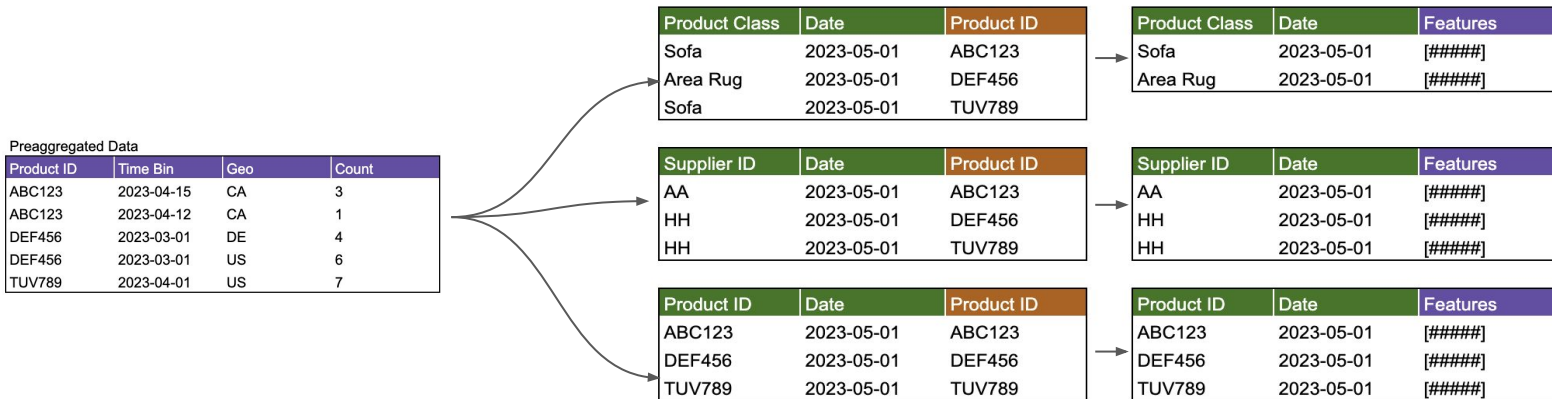 Preaggregated Data
Product ID Time Bin Geo Count
ABC123 2023-04-15 CA 3
ABC123 2023-04-12 CA 1
DEF456 2023-03-01 DE 4
DEF456 2023-03-01 US 6
TUV789 2023-04-01 US 7
Product Class Date Product ID
Sofa 2023-05-01 ABC123
Area Rug 2023-05-01 DEF456
Sofa 2023-05-01 TUV789
Product Class Date Features
Sofa 2023-05-01 [#####]
Area Rug 2023-05-01 [#####]
Supplier ID Date Product ID
AA 2023-05-01 ABC123
HH 2023-05-01 DEF456
HH 2023-05-01 TUV789
Supplier ID Date Features
AA 2023-05-01 [#####]
HH 2023-05-01 [#####]
HH 2023-05-01 [#####]
Product ID Date Product ID
ABC123 2023-05-01 ABC123
DEF456 2023-05-01 DEF456
TUV789 2023-05-01 TUV789
Product ID Date Features
ABC123 2023-05-01 [#####]
DEF456 2023-05-01 [#####]
TUV789 2023-05-01 [#####]